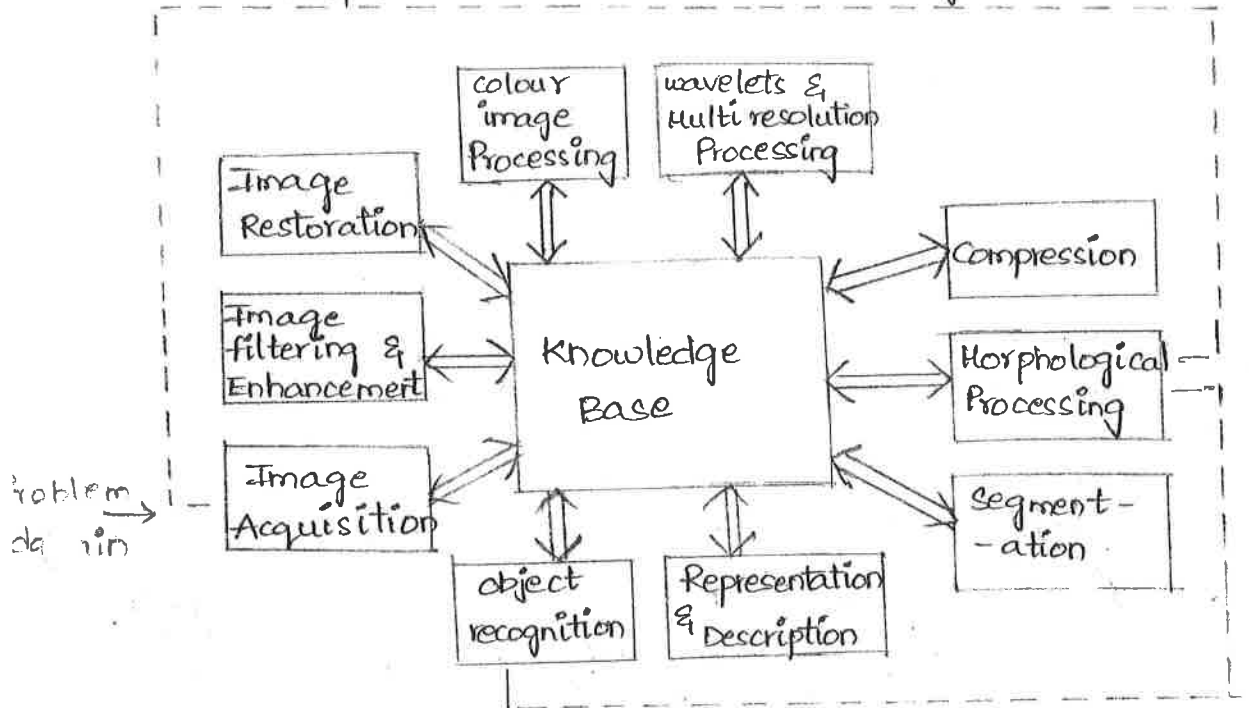 colour
image
Processing
wavelets &
Multi resolution
Processing
Image
Restoration
Compression
Image
filtering &
Enhancement
Knowledge
Base
Morphological
Processing
Image
Acquisition
segment-
-ation
domain
object
recognition
Representation
& Description